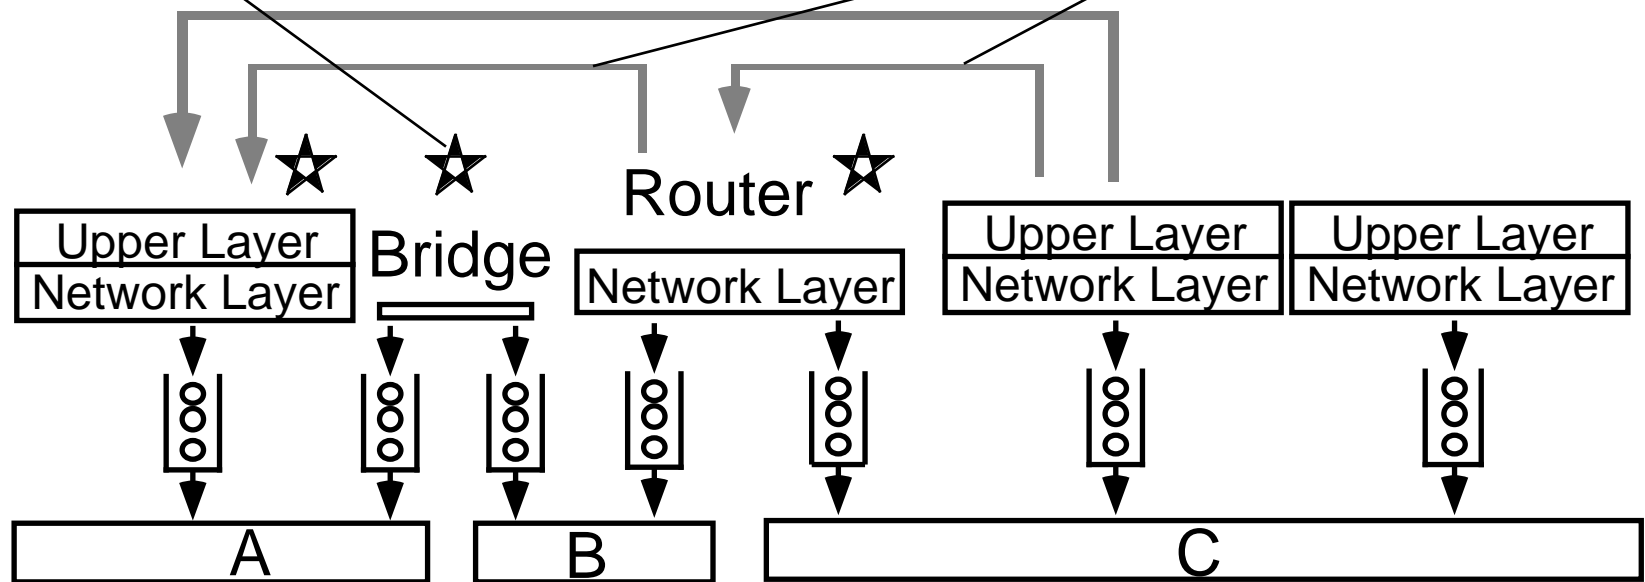 Router
Upper Layer
Network Layer
Bridge
Network Layer
Upper Layer
Network Layer
Upper Layer
Network Layer
A
B
C